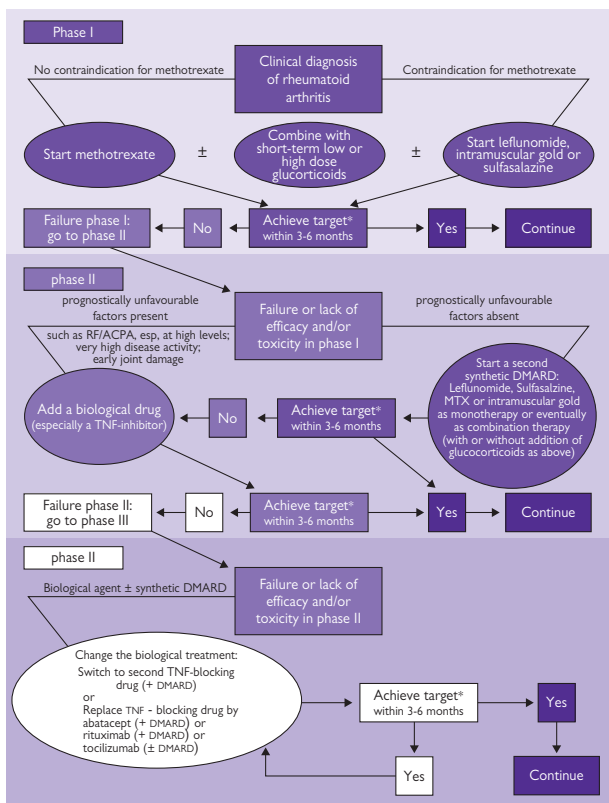 Phase I
Clinical diagnosis
of rheumatoid
arthritis
No contraindication for methotrexate
Contraindication for methotrexate
Start methotrexate
±
Combine with
short-term low or
high dose
glucorticoids
±
Start leflunomide,
intramuscular gold or
sulfasalazine
Failure phase I:
go to phase II
No
Achieve target*
within 3-6 months
Yes
Continue
phase II
prognostically unfavourable
factors present
such as RF/ACPA, esp, at high levels;
very high disease activity;
early joint damage
Failure or lack of
efficacy and/or
toxicity in phase I
prognostically unfavourable
factors absent
Start a second
synthetic DMARD:
Leflunomide, Sulfasalzine,
MTX or intramuscular gold
as monotherapy or eventually
as combination therapy
(with or without addition of
glucocorticoids as above)
Add a biological drug
(especially a TNF-inhibitor)
No
Achieve target*
within 3-6 months
Failure phase II:
go to phase III
No
Achieve target*
within 3-6 months
Yes
Continue
phase II
Biological agent ± synthetic DMARD
Failure or lack of
efficacy and/or
toxicity in phase II
Change the biological treatment:
Switch to second TNF-blocking
drug (+ DMARD)
or
Replace TNF - blocking drug by
abatacept (+ DMARD) or
rituximab (+ DMARD) or
tocilizumab (± DMARD)
Achieve target*
within 3-6 months
Yes
Yes
Continue